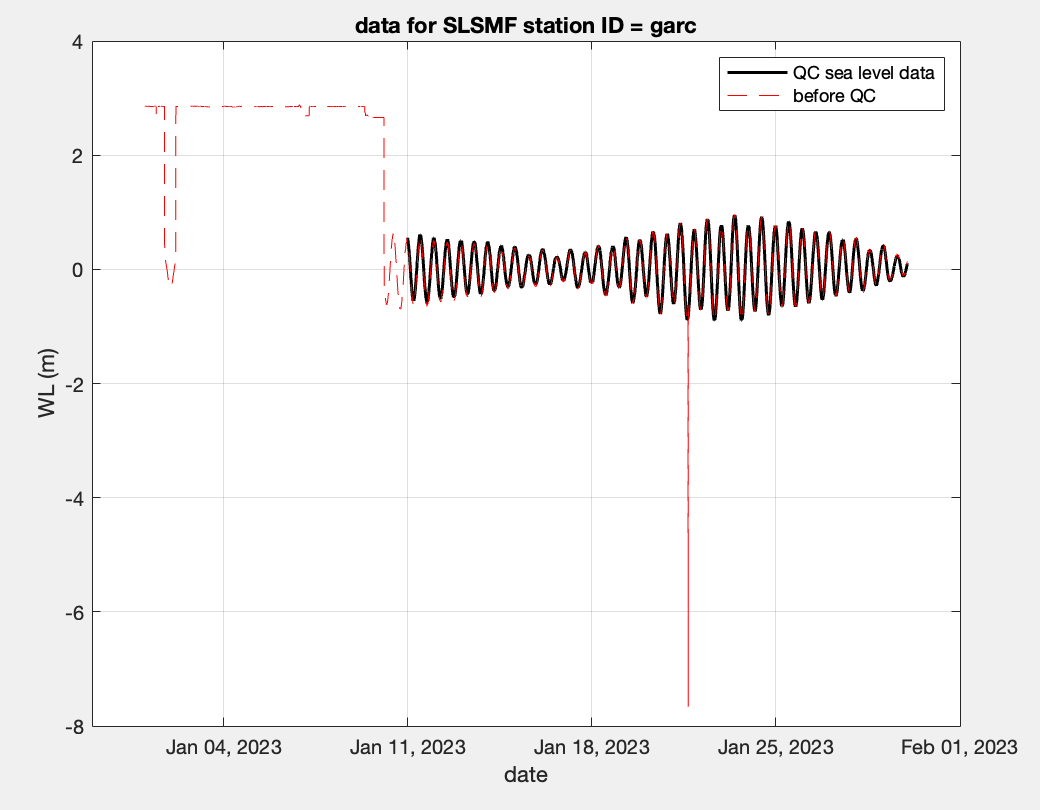 data for SLSMF station ID = garc
QC sea level data
before QC
4
2
0
-2
-4
-6
-8
WL (m)
Jan 04, 2023
Jan 11, 2023
Jan 18, 2023
Jan 25, 2023
Feb 01, 2023
date